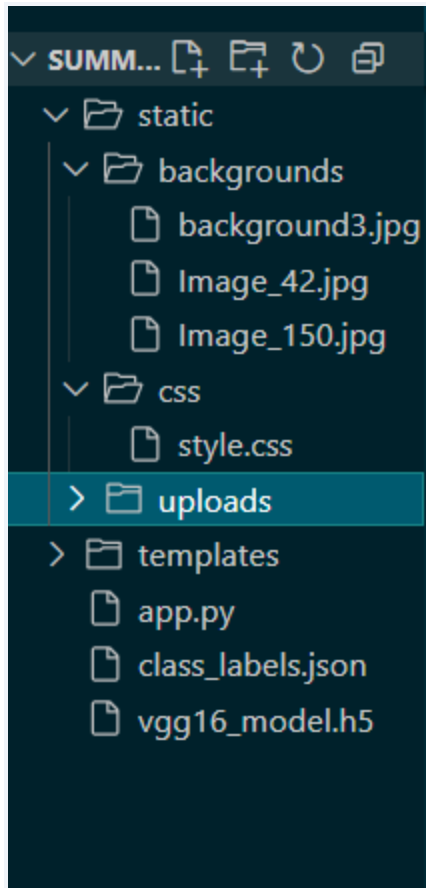 SUMM...
static
backgrounds
background3.jpg
Image_42.jpg
Image_150.jpg
css
style.css
uploads
templates
app.py
class_labels.json
vgg16_model.h5